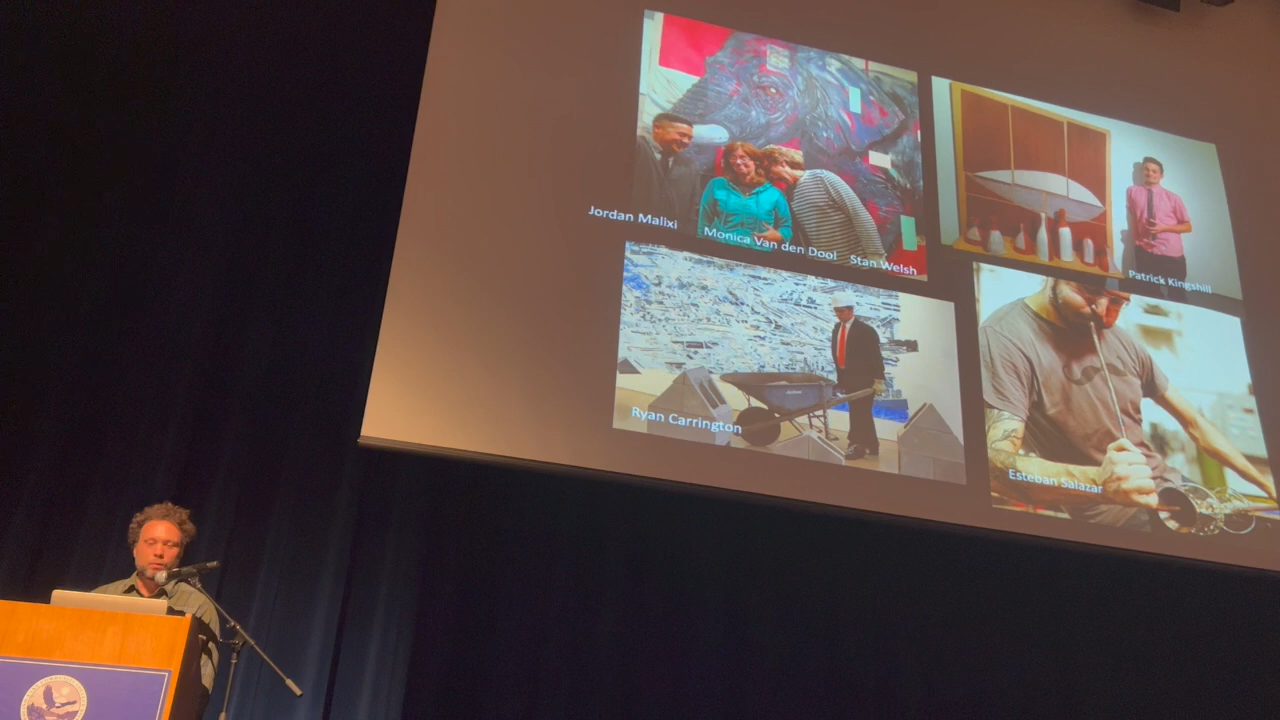 Jordan Malixi
Monica Van den Dool
Stan Welsh
Patrick Kingshill
Ryan Carrington
Esteban Salazar